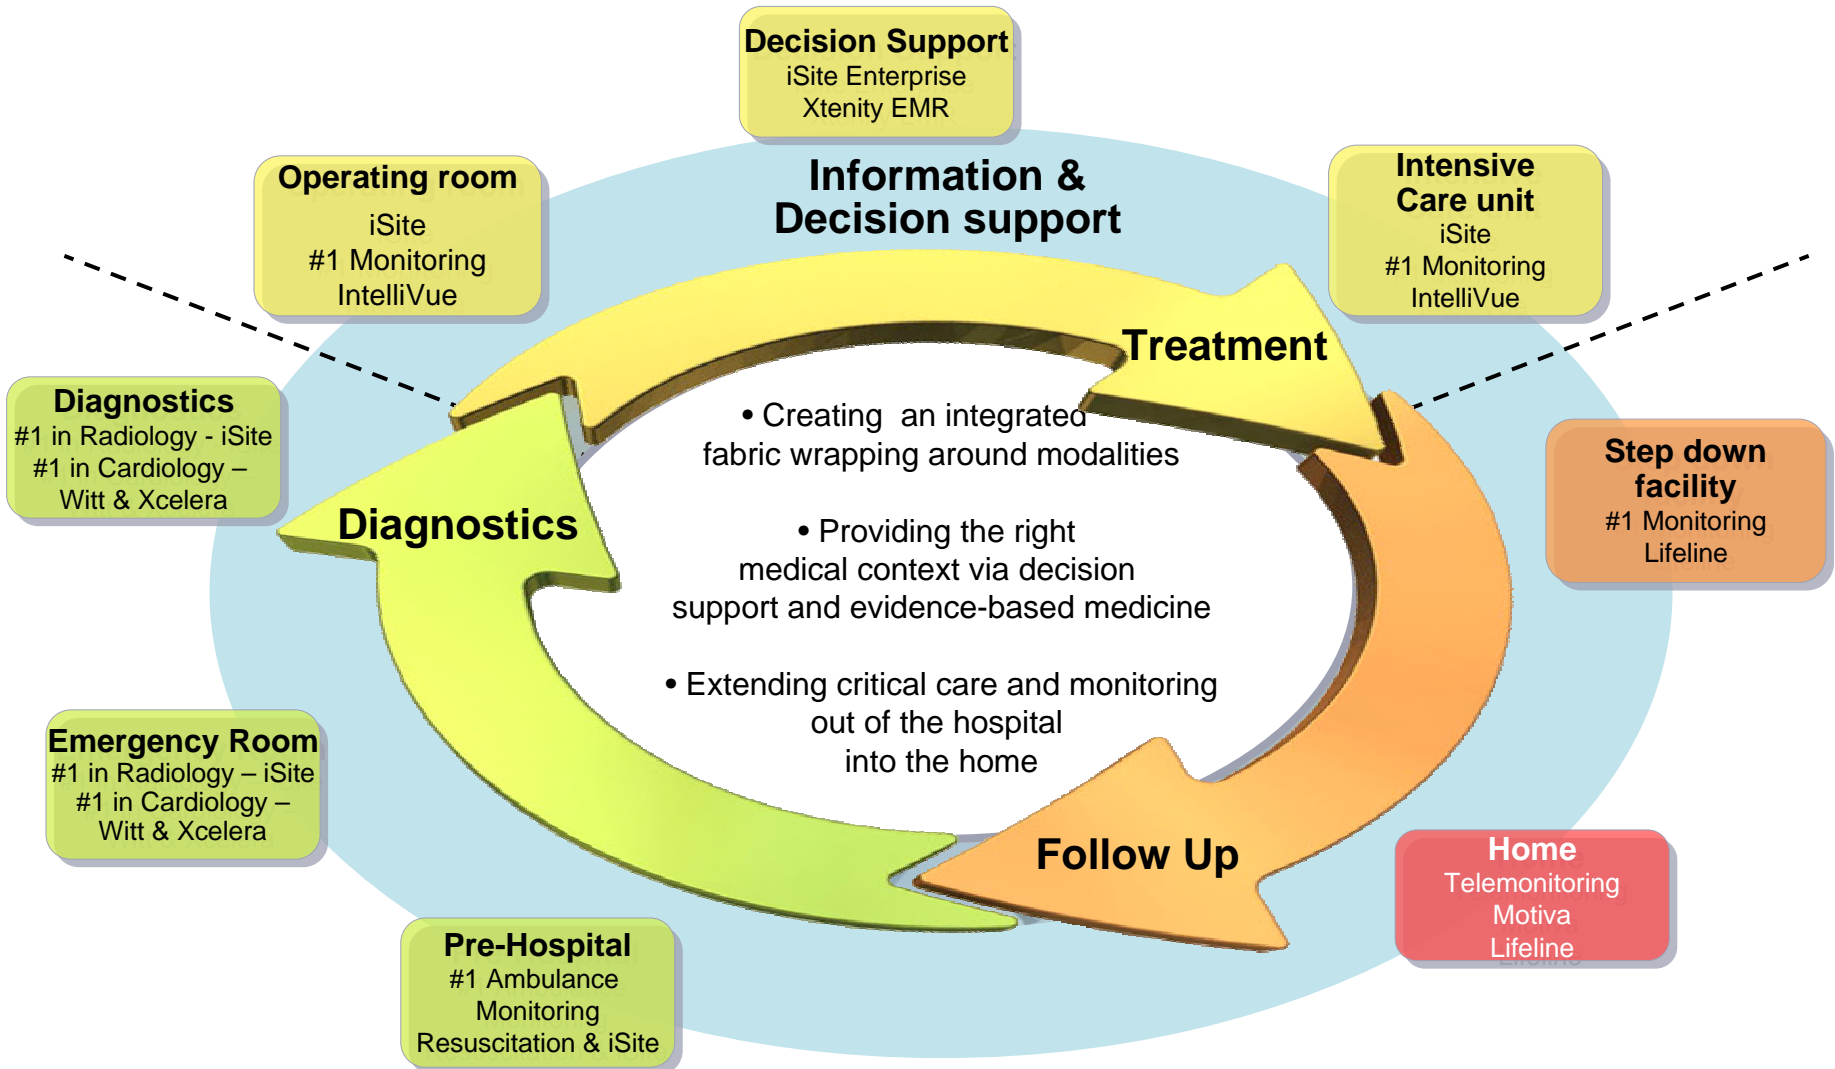 Decision Support
iSite Enterprise
Xtenity EMR
Information &
Decision support
Operating room
iSite
#1 Monitoring
IntelliVue
Intensive
Care unit
iSite
#1 Monitoring
IntelliVue
Treatment
Diagnostics
#1 in Radiology - iSite
#1 in Cardiology –
Witt & Xcelera
Diagnostics
• Creating  an integrated
fabric wrapping around modalities
• Providing the right
medical context via decision
support and evidence-based medicine
• Extending critical care and monitoring
out of the hospital
into the home
Step down
facility
#1 Monitoring
Lifeline
Emergency Room
#1 in Radiology – iSite
#1 in Cardiology –
Witt & Xcelera
Follow Up
Home
Telemonitoring
Motiva
Lifeline
Pre-Hospital
#1 Ambulance
Monitoring
Resuscitation & iSite